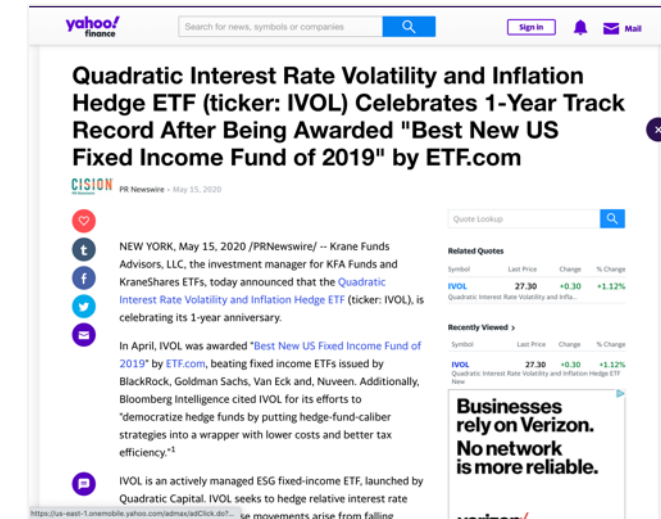 yahoo!
finance
Search for news, symbols or companies
Sign in
Mail
Quadratic Interest Rate Volatility and Inflation
Hedge ETF (ticker: IVOL) Celebrates 1-Year Track
Record After Being Awarded "Best New US
Fixed Income Fund of 2019" by ETF.com
CISION
PR Newswire
PR Newswire • May 15, 2020
NEW YORK, May 15, 2020 /PRNewswire/ -- Krane Funds
Advisors, LLC, the investment manager for KFA Funds and
KraneShares ETFs, today announced that the Quadratic
Interest Rate Volatility and Inflation Hedge ETF (ticker: IVOL), is
celebrating its 1-year anniversary.
In April, IVOL was awarded "Best New US Fixed Income Fund of
2019" by ETF.com, beating fixed income ETFs issued by
BlackRock, Goldman Sachs, Van Eck and, Nuveen. Additionally,
Bloomberg Intelligence cited IVOL for its efforts to
"democratize hedge funds by putting hedge-fund-caliber
strategies into a wrapper with lower costs and better tax
efficiency."1
IVOL is an actively managed ESG fixed-income ETF, launched by
Quadratic Capital. IVOL seeks to hedge relative interest rate
se movements arise from falling
https://us-east-1.onemobile.yahoo.com/admax/adClick.do?...
Quote Lookup
Related Quotes
Symbol Last Price Change % Change
IVOL 27.30 +0.30 +1.12%
Quadratic Interest Rate Volatility and Infla...
Recently Viewed >
Symbol Last Price Change % Change
IVOL 27.30 +0.30 +1.12%
Quadratic Interest Rate Volatility and Inflation Hedge ETF
New
Businesses
rely on Verizon.
No network
is more reliable.
verizon